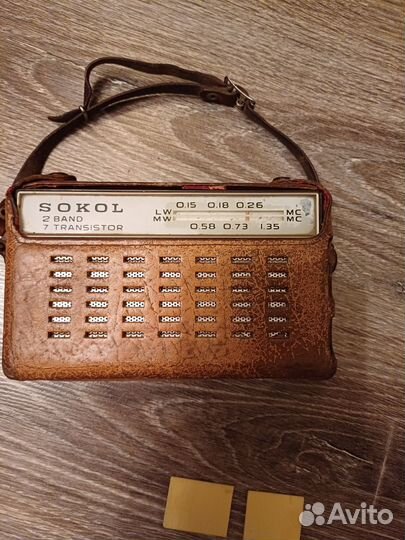 SOKOL
2 BAND
7 TRANSISTOR
0.15 0.18 0.26
LW MC
MW MC
0.58 0.73 1.35
Avito